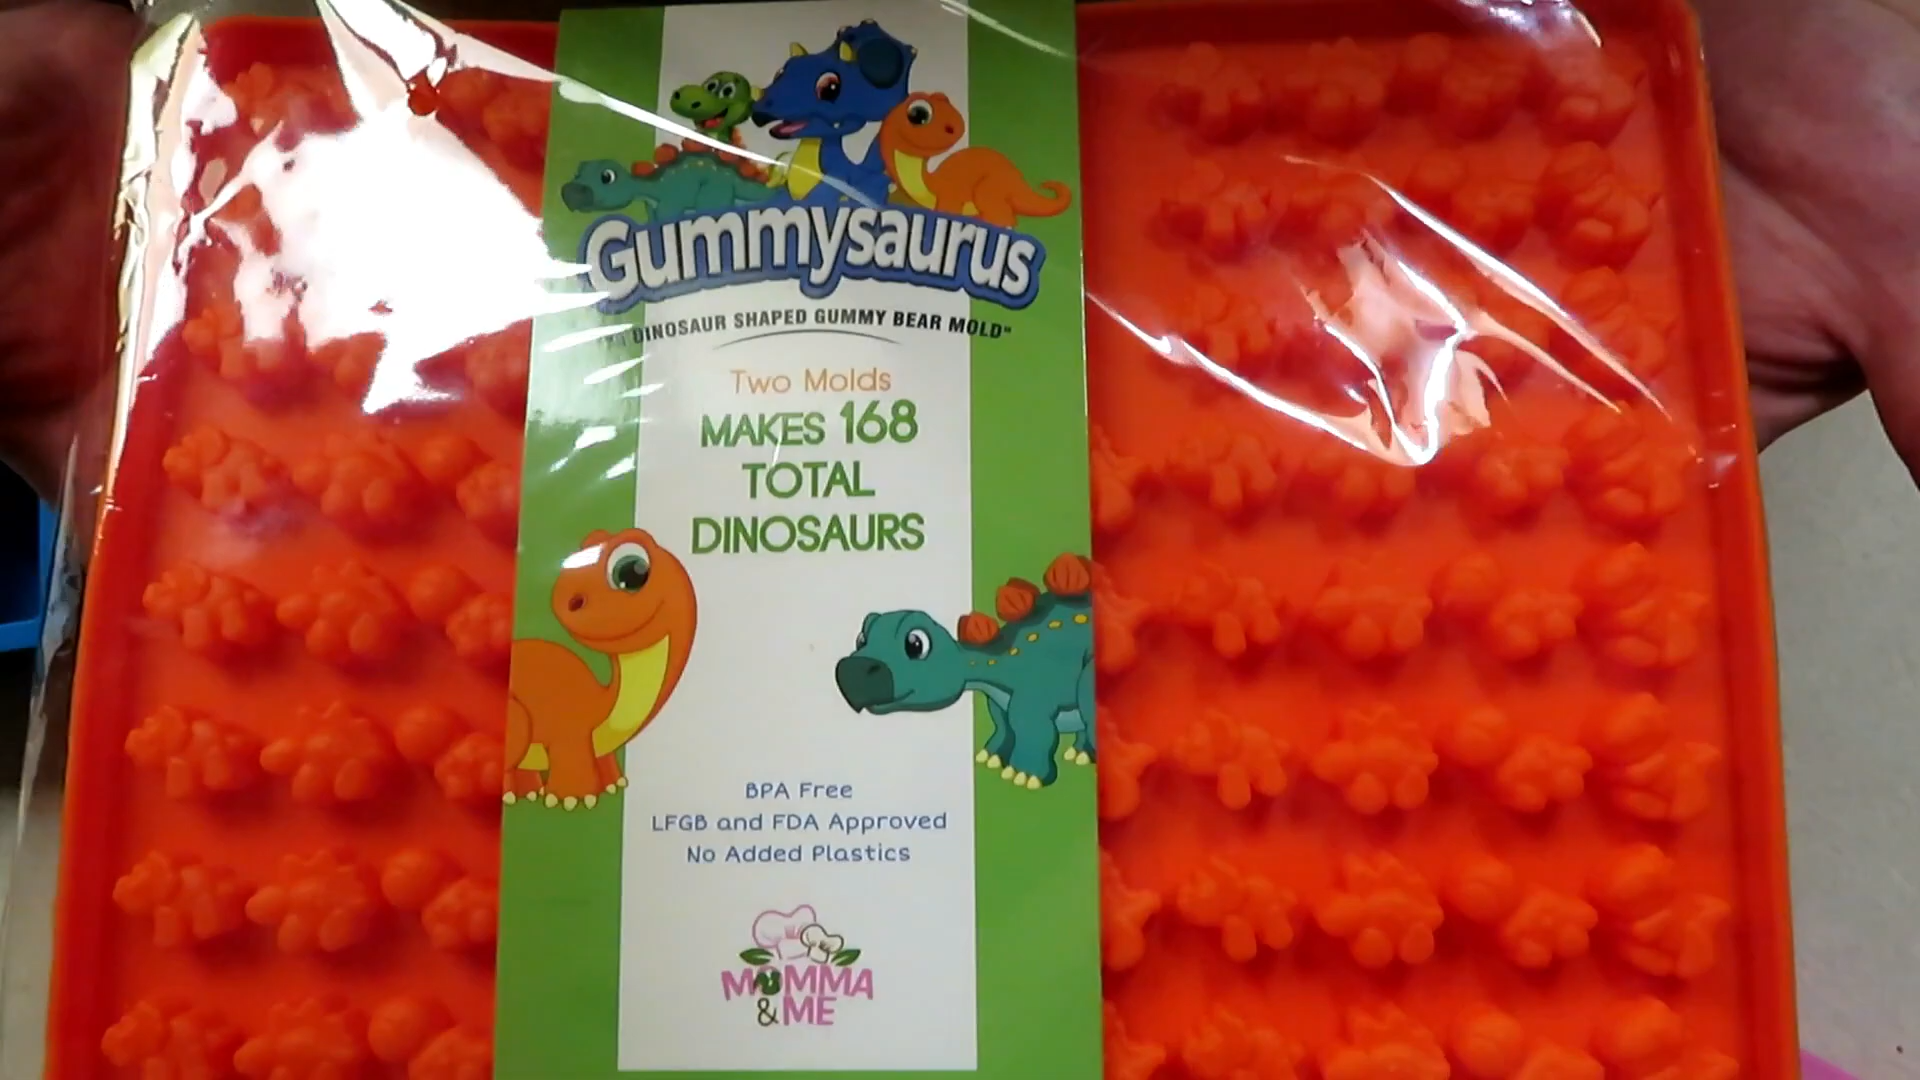 Gummysaurus
"DINOSAUR SHAPED GUMMY BEAR MOLD"
Two Molds
MAKES 168
TOTAL
DINOSAURS
BPA Free
LFGB and FDA Approved
No Added Plastics
MOMMA
& ME